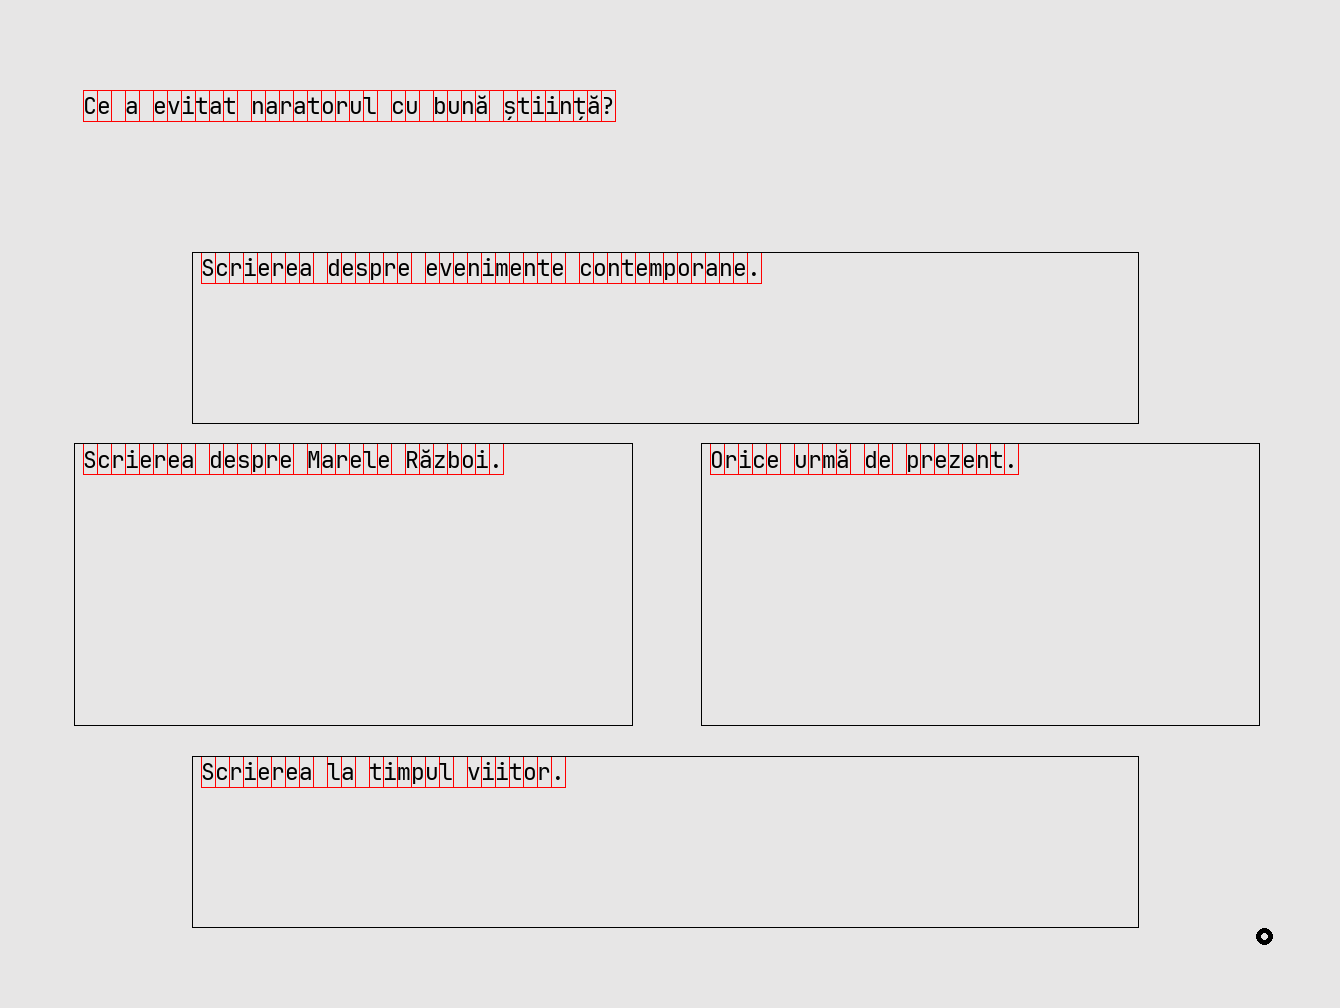 Ce a evitat naratorul cu bună știință?
Scrierea despre evenimente contemporane.
Scrierea despre Marele Război.
Orice urmă de prezent.
Scrierea la timpul viitor.